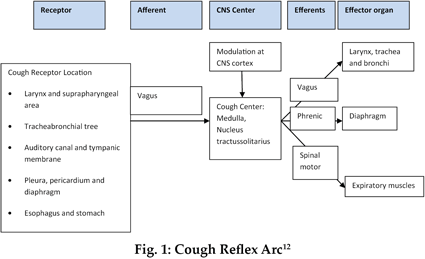 Receptor
Afferent
CNS Center
Efferents
Effector organ
Cough Receptor Location
• Larynx and suprapharyngeal
area
• Tracheabronchial tree
• Auditory canal and tympanic
membrane
• Pleura, pericardium and
diaphragm
• Esophagus and stomach
Vagus
Modulation at
CNS cortex
Cough Center:
Medulla,
Nucleus
tractussolitarius
Vagus
Phrenic
Spinal
motor
Larynx, trachea
and bronchi
Diaphragm
Expiratory muscles
Fig. 1: Cough Reflex Arc¹²